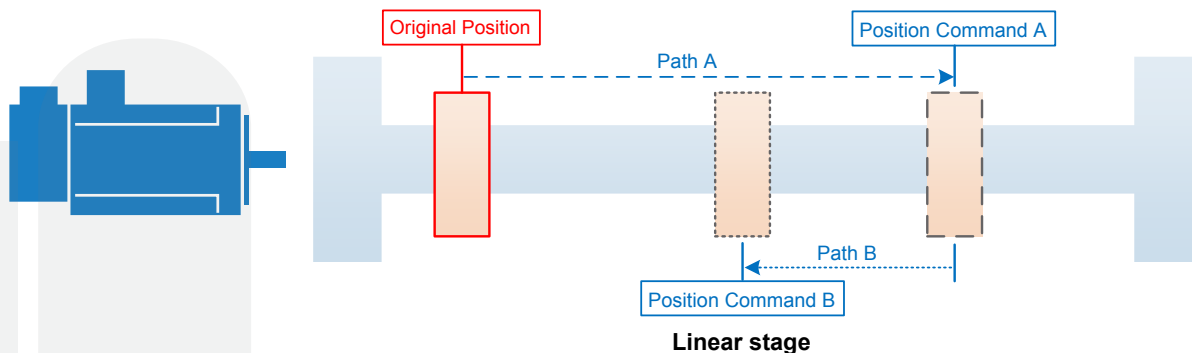 Original Position
Position Command A
Path A
Path B
Position Command B
Linear stage